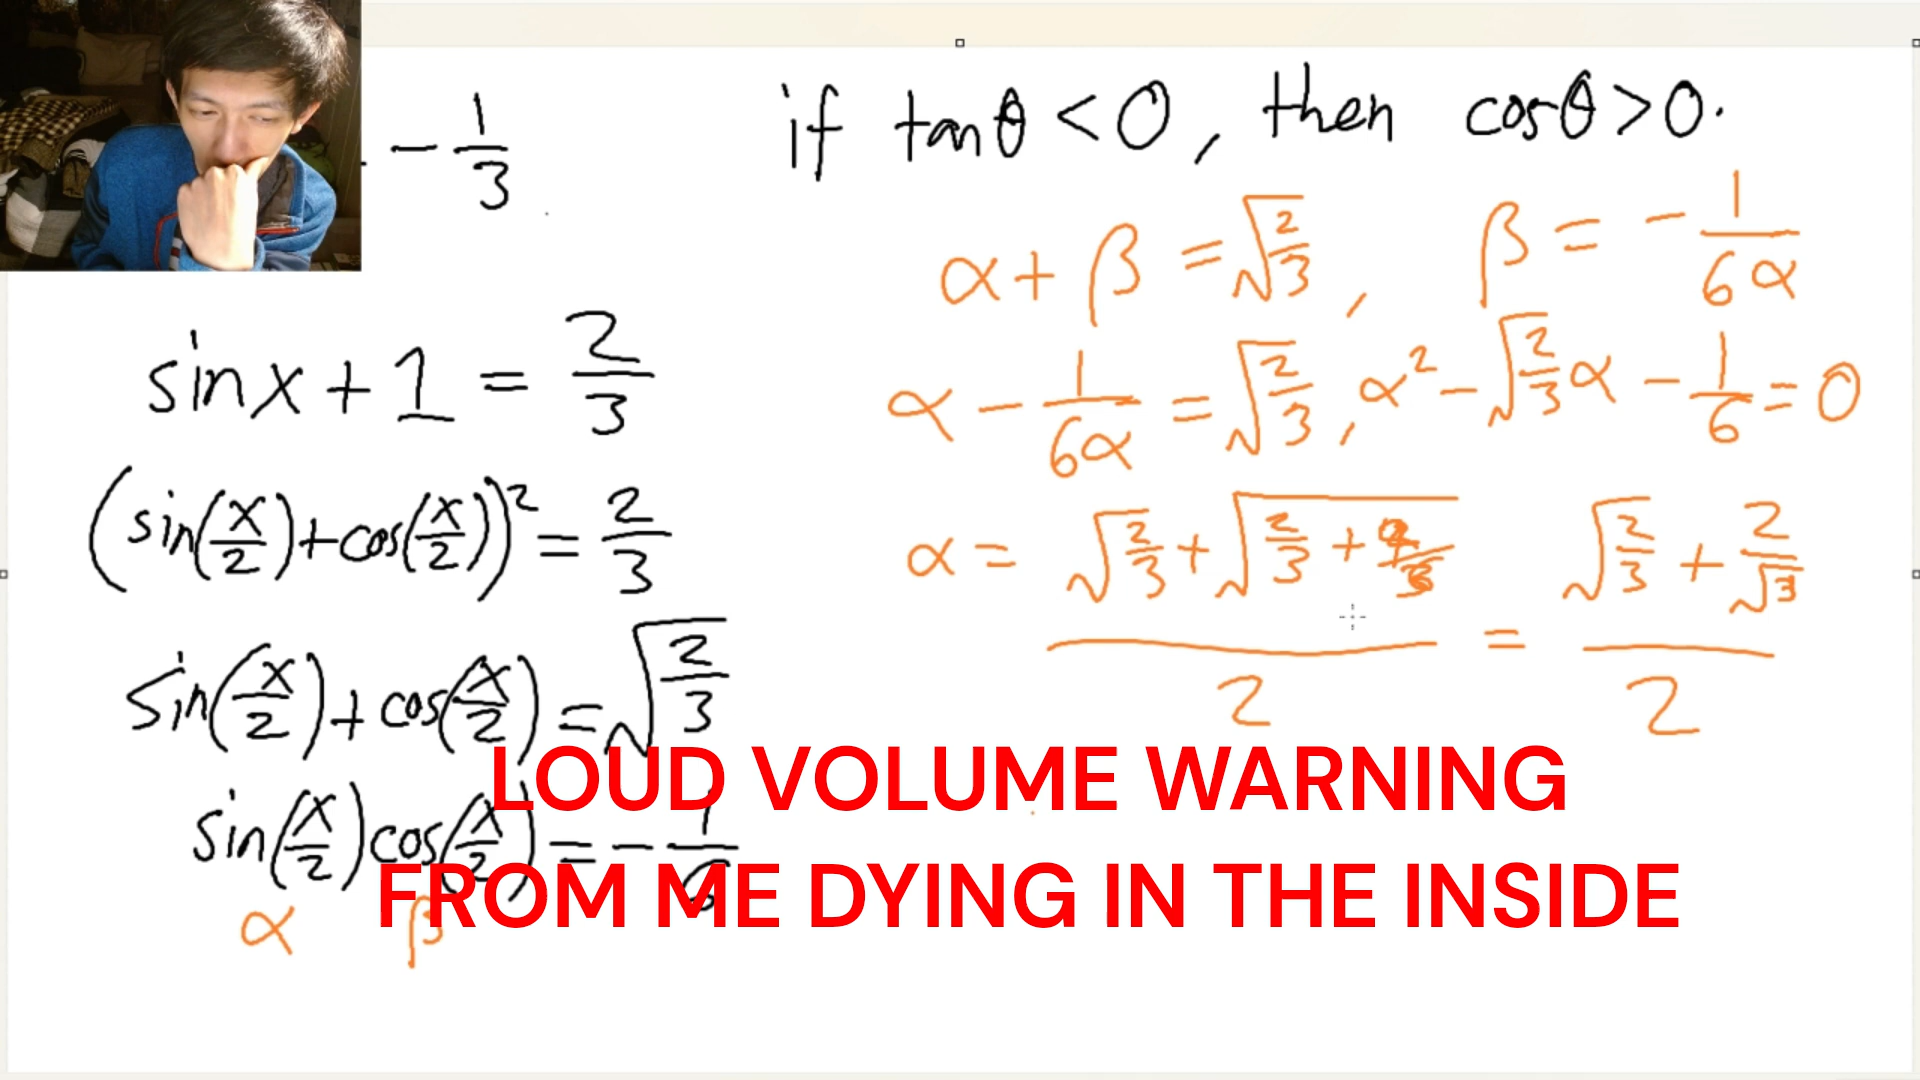 - 1/3
if tanθ < 0, then cosθ > 0.
sinx + 1 = 2/3
(sin(x/2) + cos(x/2))² = 2/3
sin(x/2) + cos(x/2) = √(2/3)
sin(x/2) cos(x/2) = - 1/6
α β
α + β = √(2/3), β = - 1/(6α)
α - 1/(6α) = √(2/3), α² - √(2/3)α - 1/6 = 0
α = (√(2/3) + √(2/3 + )) / 2 = (√(2/3) + 2/√3) / 2
LOUD VOLUME WARNING
FROM ME DYING IN THE INSIDE